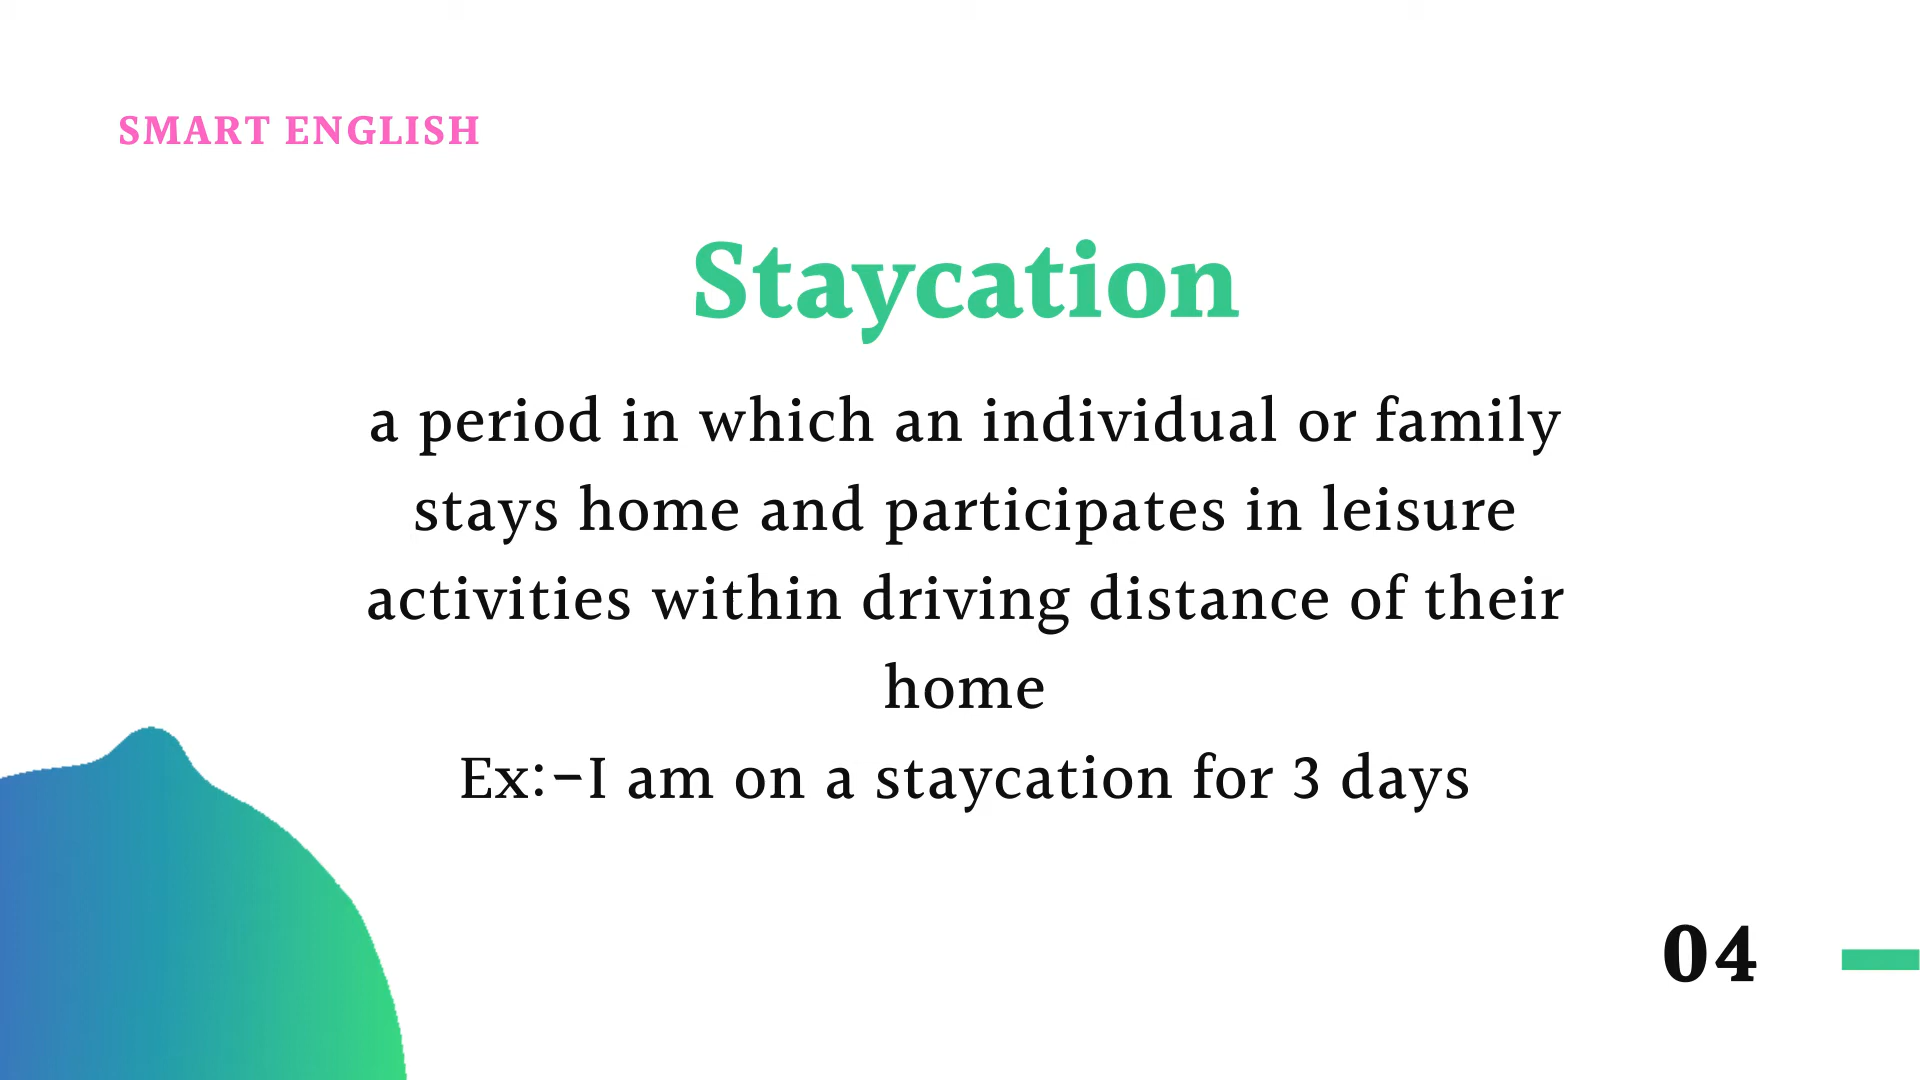 SMART ENGLISH
Staycation
a period in which an individual or family
stays home and participates in leisure
activities within driving distance of their
home
Ex:-I am on a staycation for 3 days
04